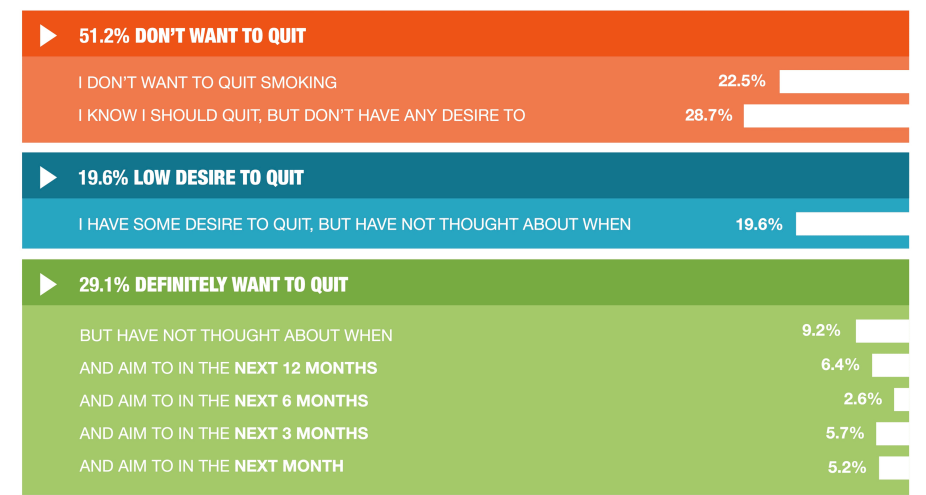 51.2% DON'T WANT TO QUIT
I DON'T WANT TO QUIT SMOKING 22.5%
I KNOW I SHOULD QUIT, BUT DON'T HAVE ANY DESIRE TO 28.7%
19.6% LOW DESIRE TO QUIT
I HAVE SOME DESIRE TO QUIT, BUT HAVE NOT THOUGHT ABOUT WHEN 19.6%
29.1% DEFINITELY WANT TO QUIT
BUT HAVE NOT THOUGHT ABOUT WHEN 9.2%
AND AIM TO IN THE NEXT 12 MONTHS 6.4%
AND AIM TO IN THE NEXT 6 MONTHS 2.6%
AND AIM TO IN THE NEXT 3 MONTHS 5.7%
AND AIM TO IN THE NEXT MONTH 5.2%